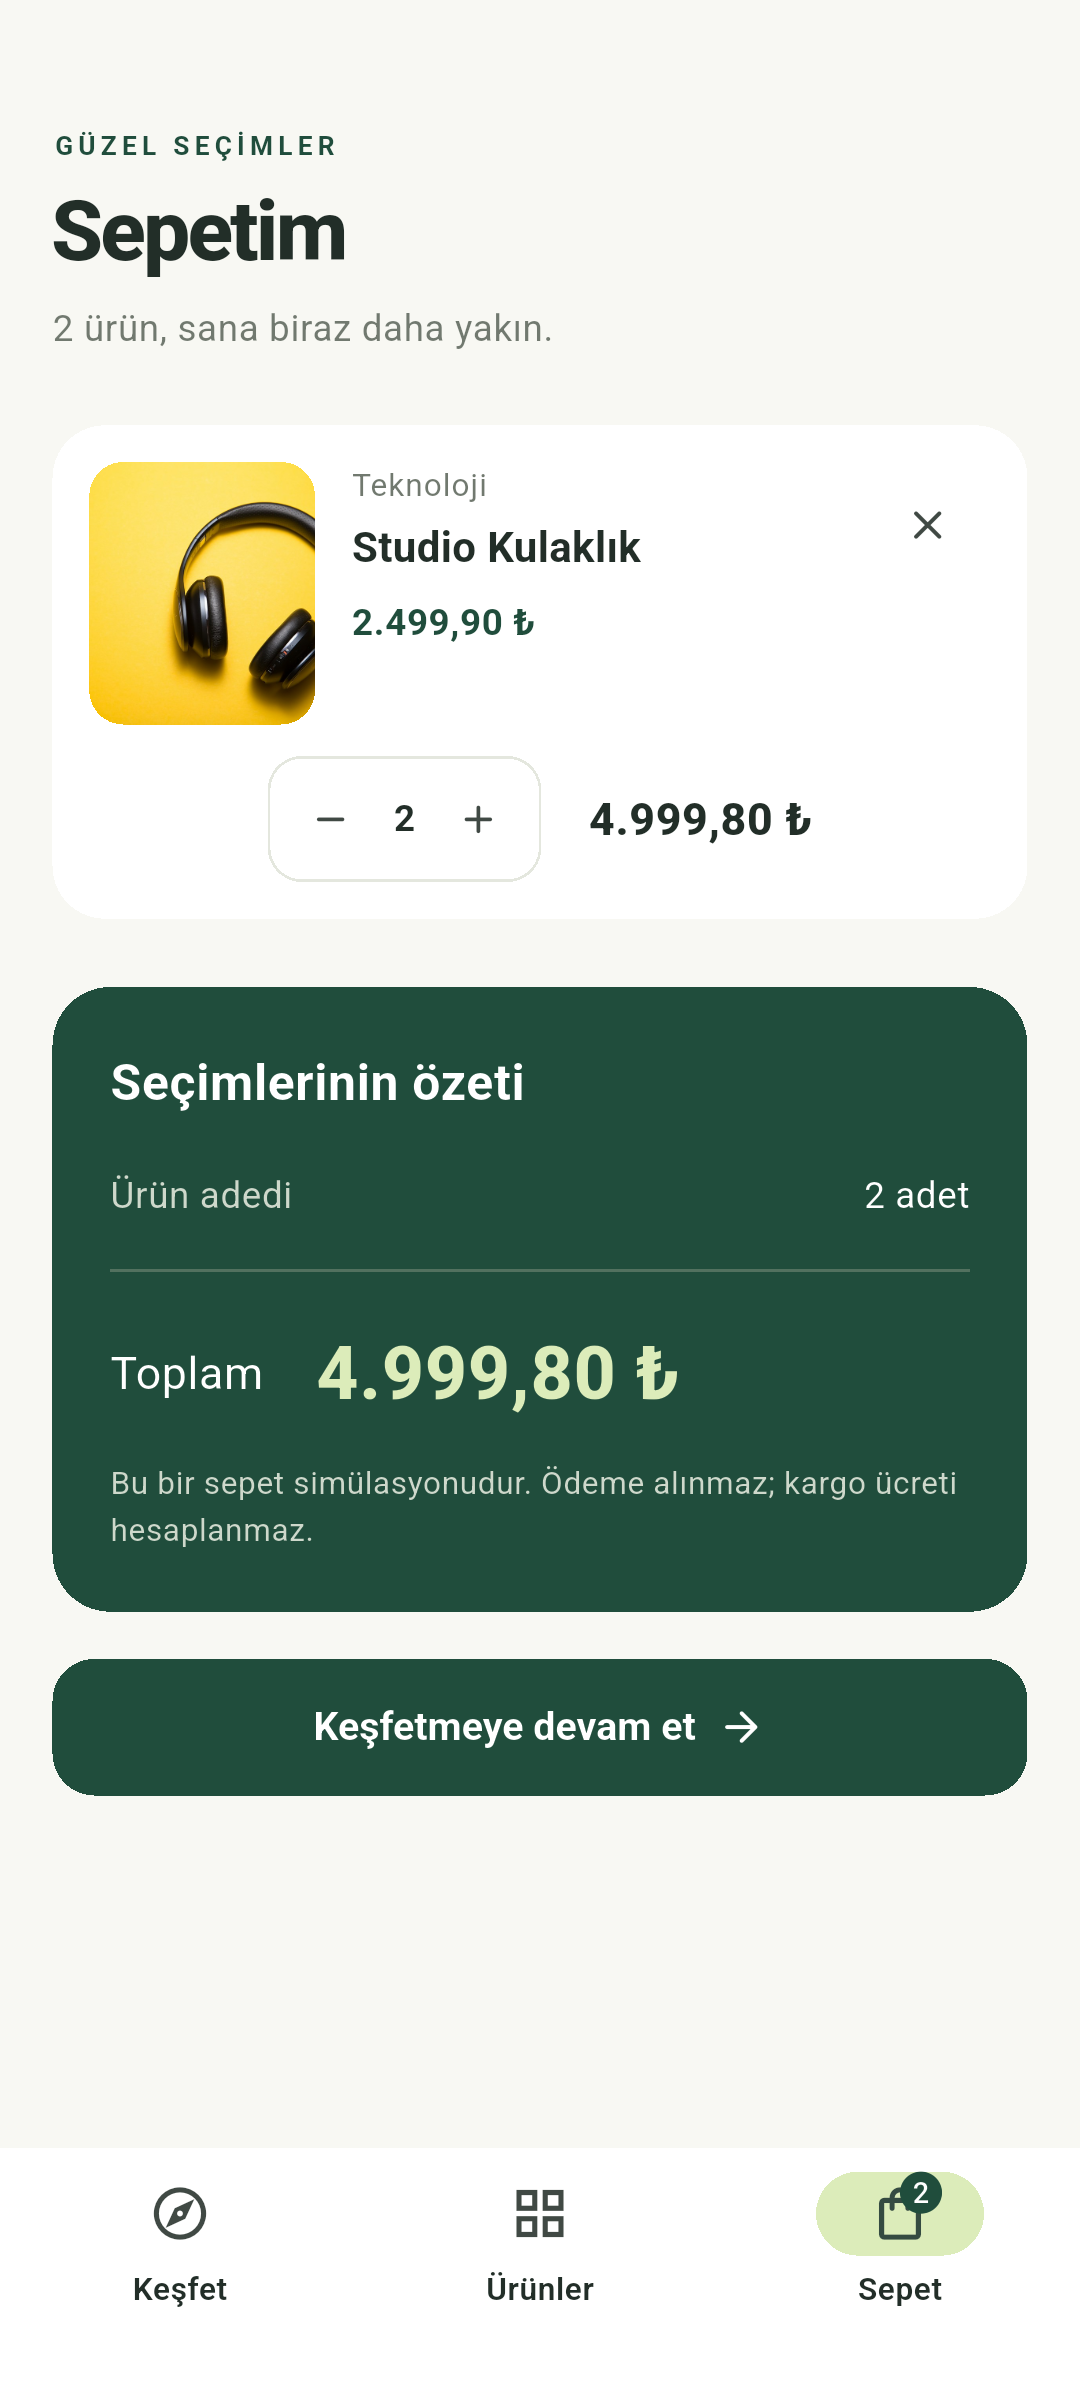 GÜZEL SEÇİMLER
Sepetim
2 ürün, sana biraz daha yakın.
Teknoloji
Studio Kulaklık
2.499,90 ₺
2
4.999,80 ₺
Seçimlerinin özeti
Ürün adedi 2 adet
Toplam 4.999,80 ₺
Bu bir sepet simülasyonudur. Ödeme alınmaz; kargo ücreti
hesaplanmaz.
Keşfetmeye devam et
2
Keşfet Ürünler Sepet